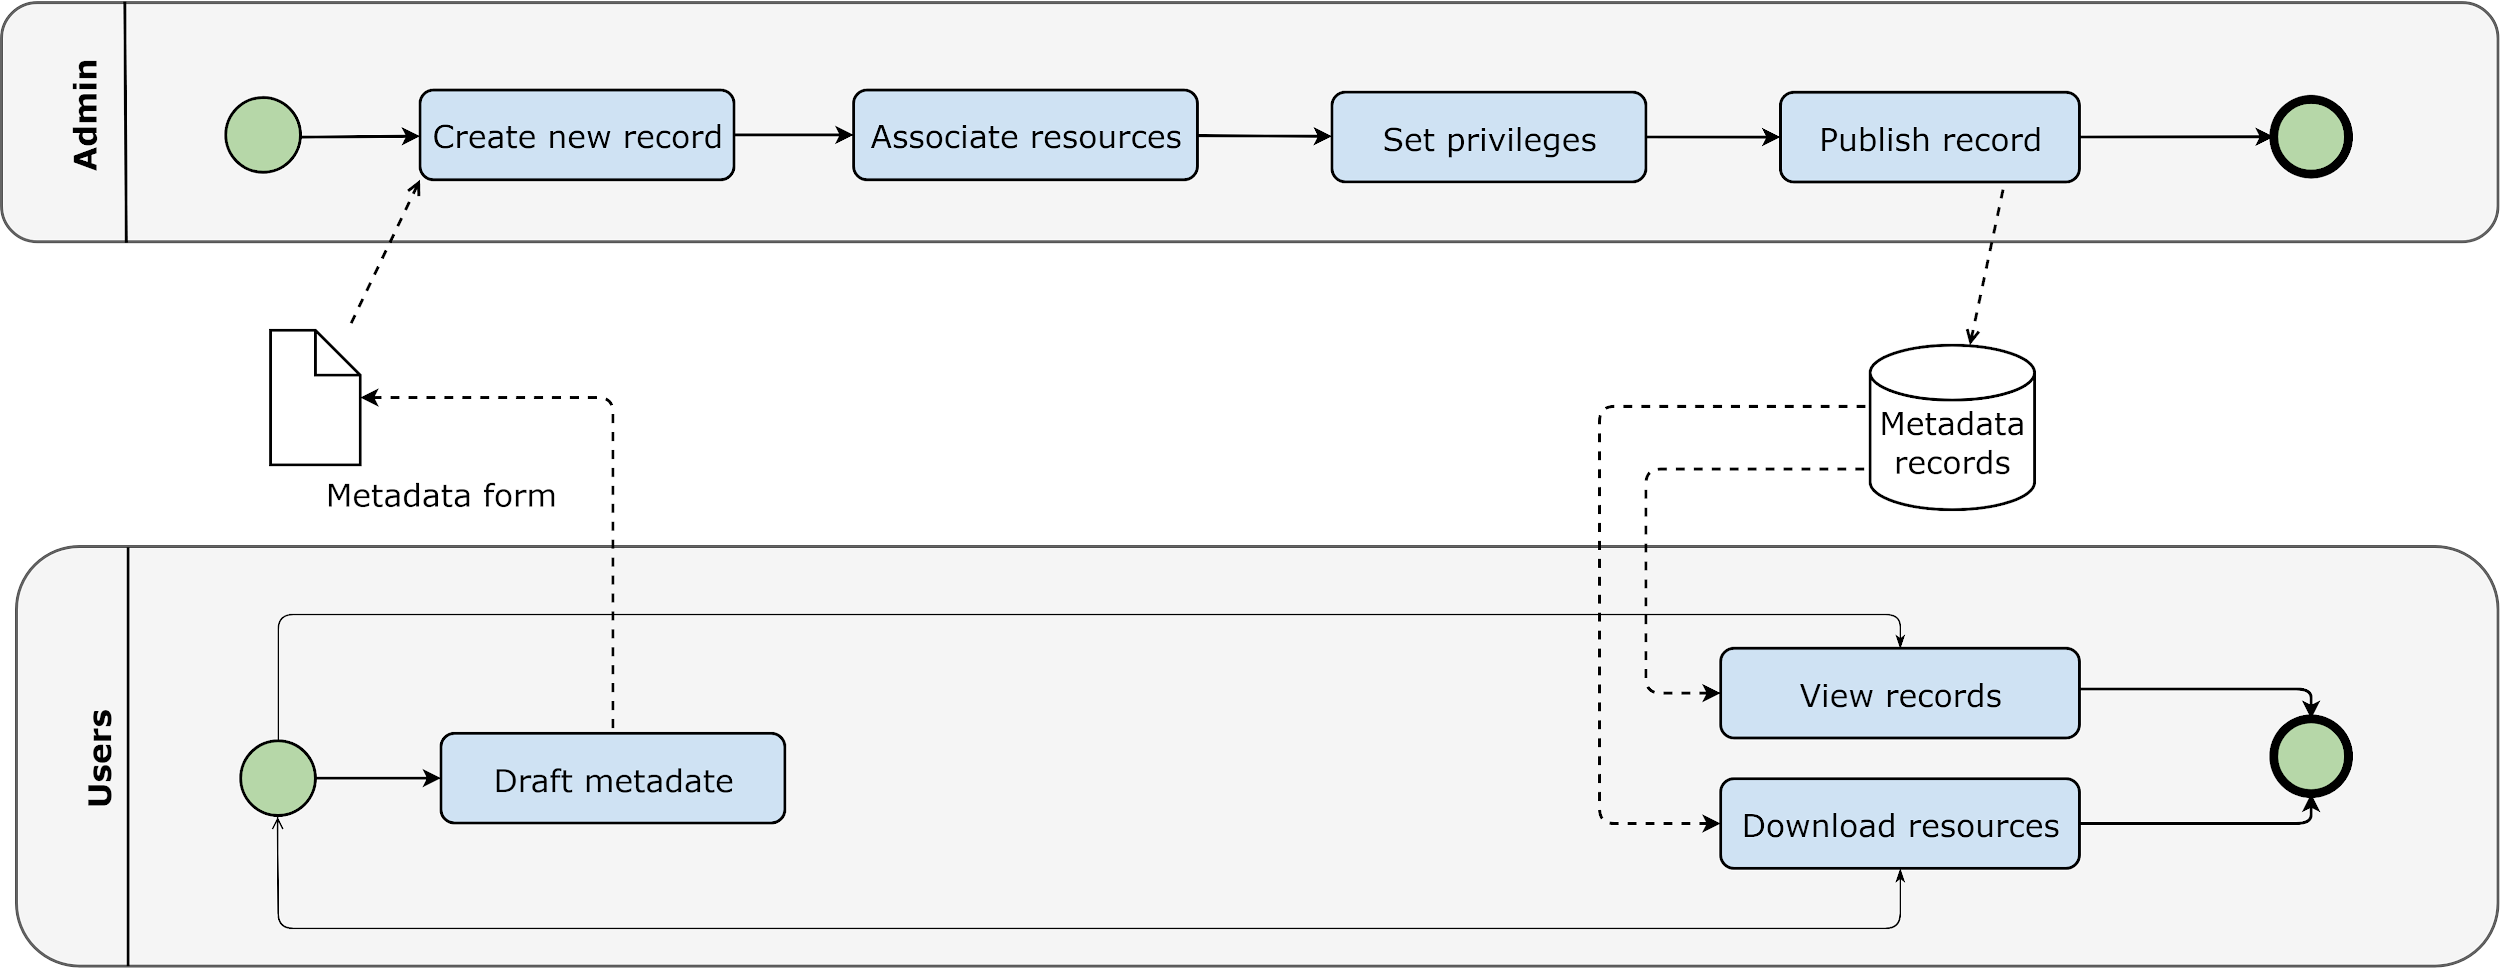 Admin
Create new record
Associate resources
Set privileges
Publish record
Metadata form
Metadata
records
Users
Draft metadate
View records
Download resources